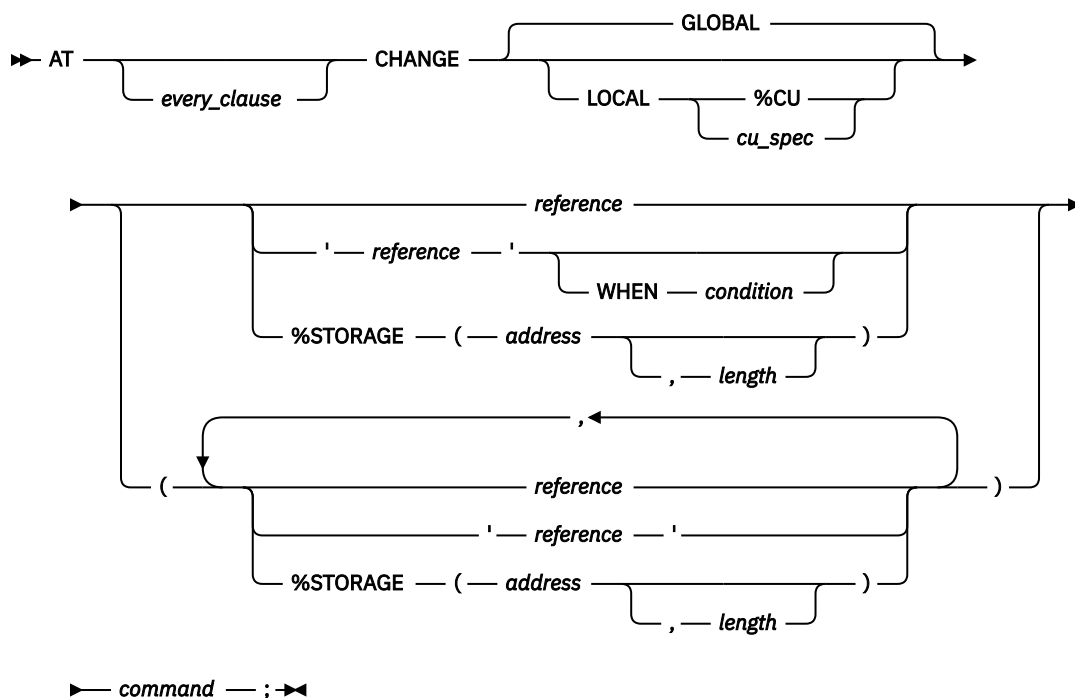 GLOBAL
AT CHANGE
every_clause LOCAL %CU
cu_spec
reference
' reference '
WHEN condition
%STORAGE ( address )
, length
,
( reference )
' reference '
%STORAGE ( address )
, length
command ;